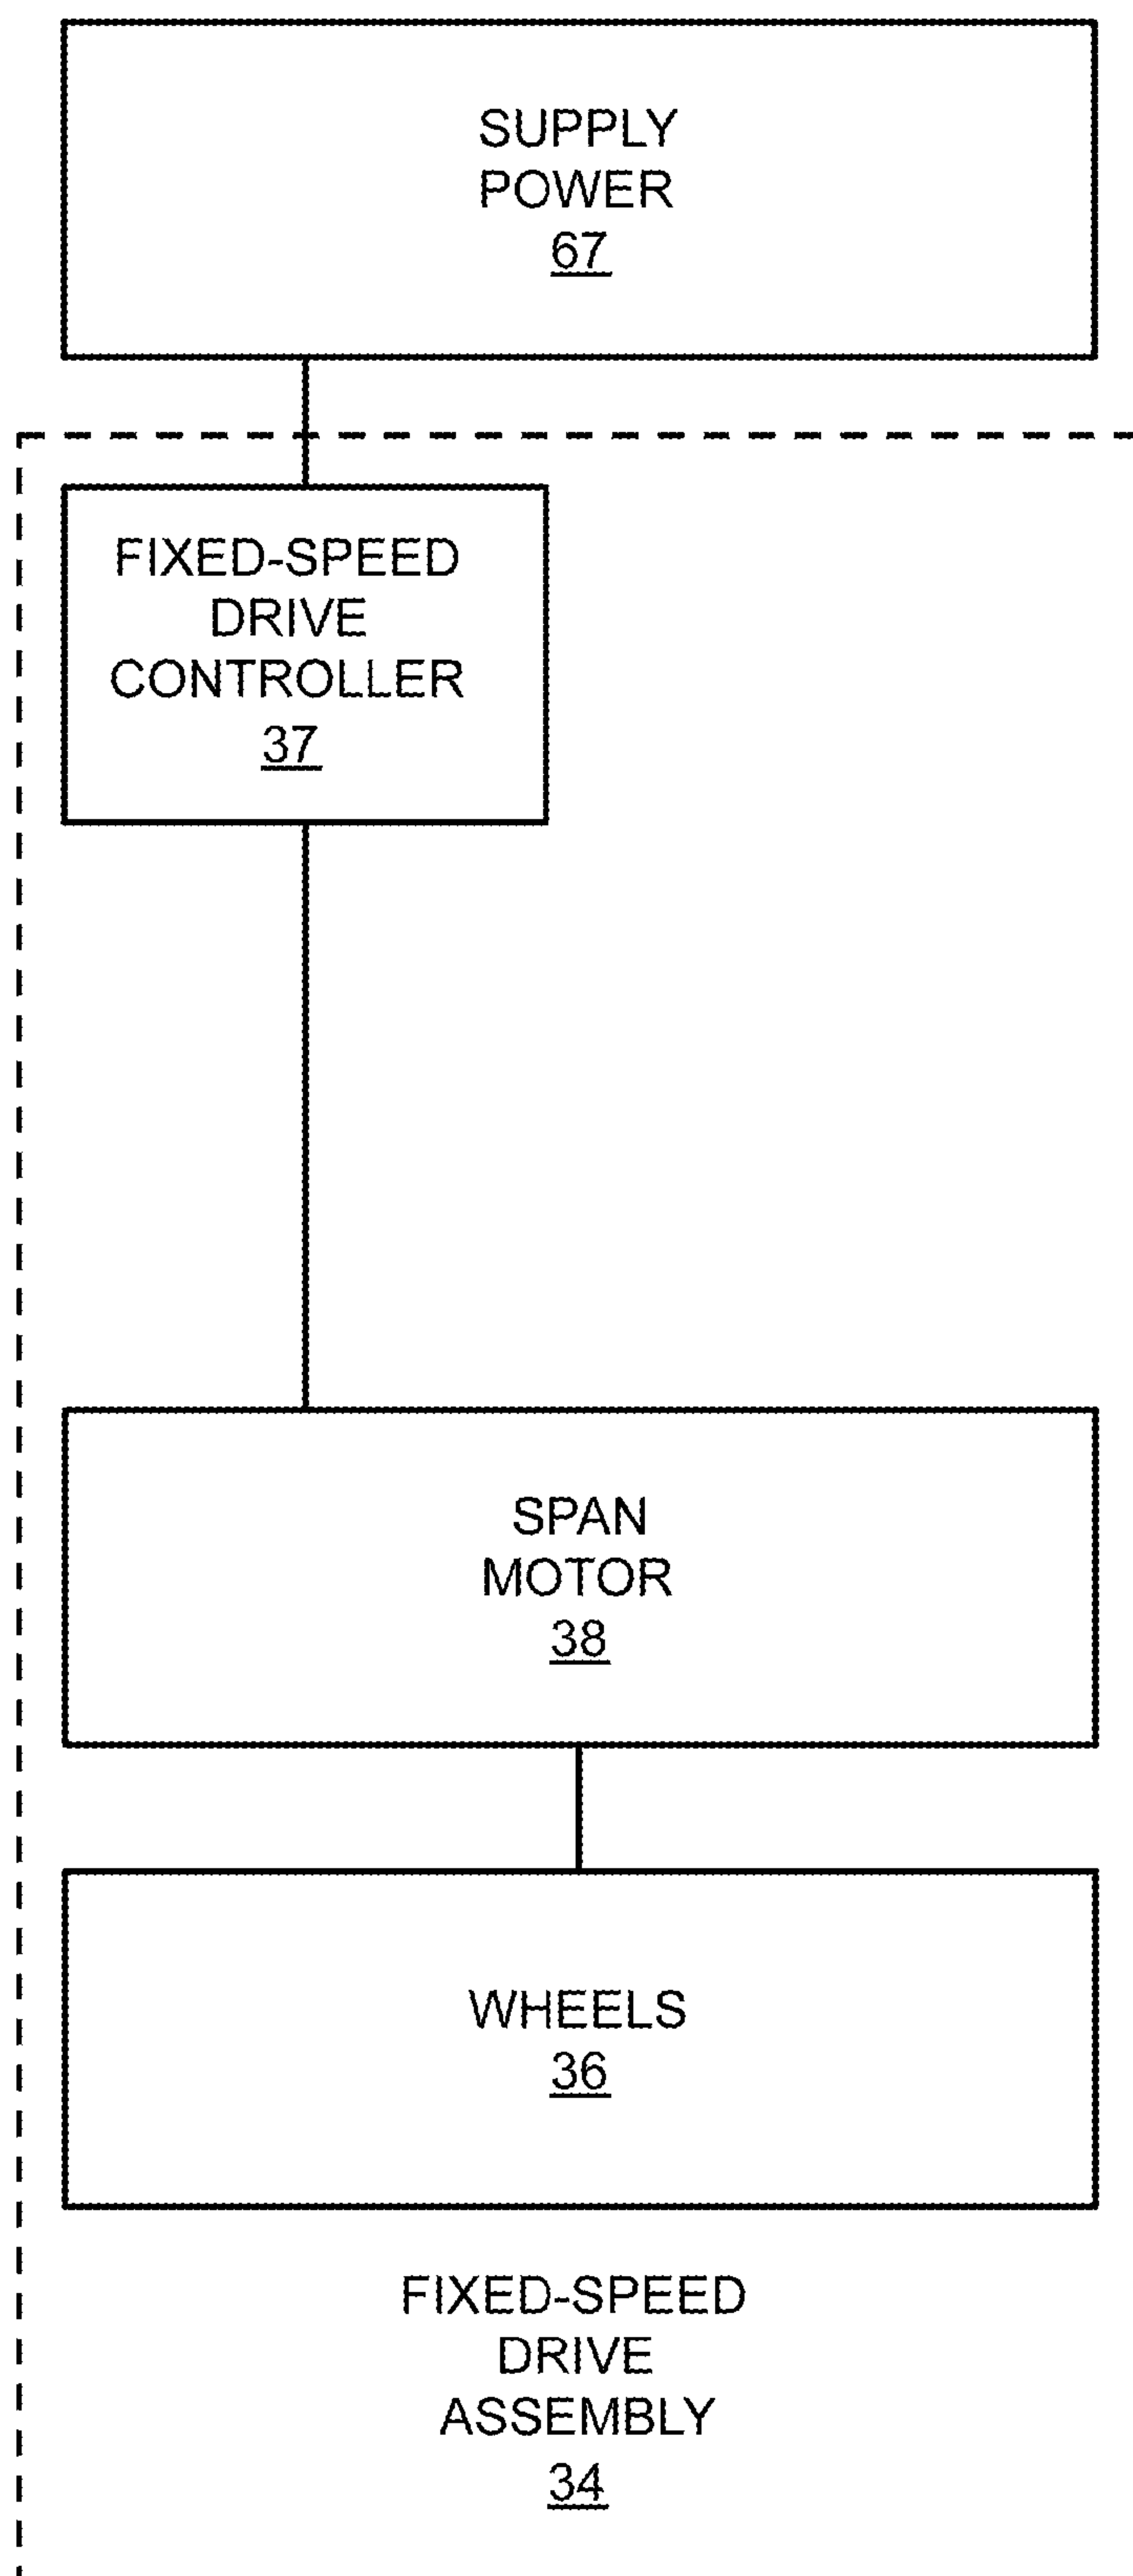 SUPPLY
POWER
67
FIXED-SPEED
DRIVE
CONTROLLER
37
SPAN
MOTOR
38
WHEELS
36
FIXED-SPEED
DRIVE
ASSEMBLY
34